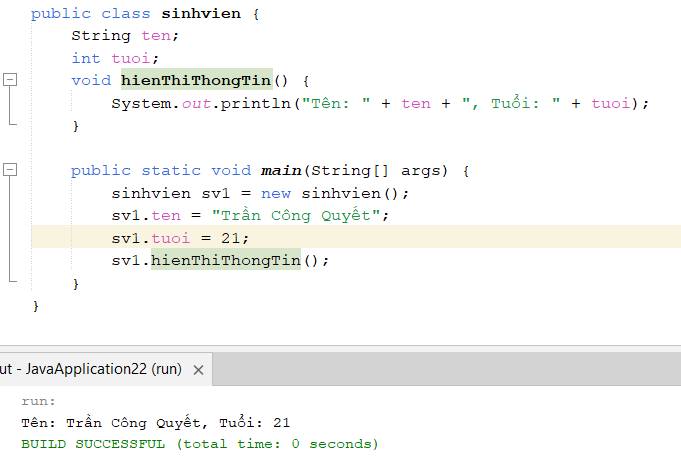 public class sinhvien {
String ten;
int tuoi;
void hienThiThongTin() {
System.out.println("Tên: " + ten + ", Tuổi: " + tuoi);
}
public static void main(String[] args) {
sinhvien sv1 = new sinhvien();
sv1.ten = "Trần Công Quyết";
sv1.tuoi = 21;
sv1.hienThiThongTin();
}
}
ut - JavaApplication22 (run) ×
run:
Tên: Trần Công Quyết, Tuổi: 21
BUILD SUCCESSFUL (total time: 0 seconds)